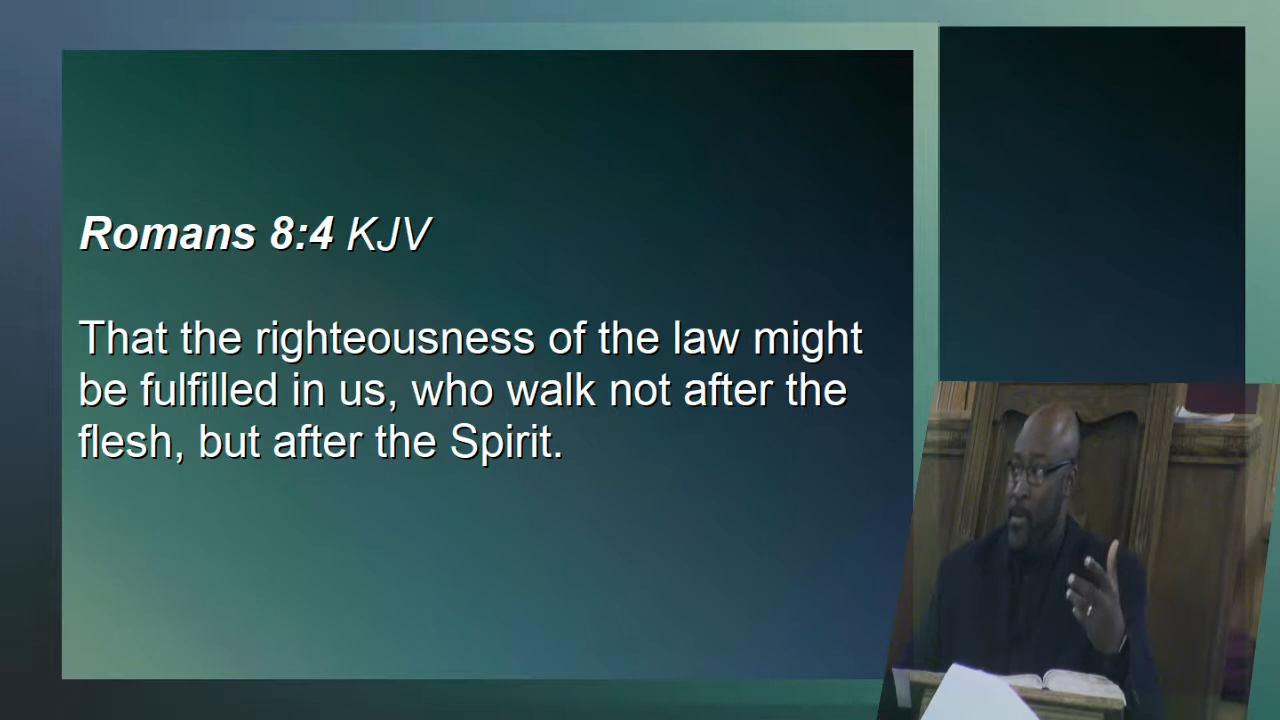 Romans 8:4 KJV
That the righteousness of the law might
be fulfilled in us, who walk not after the
flesh, but after the Spirit.